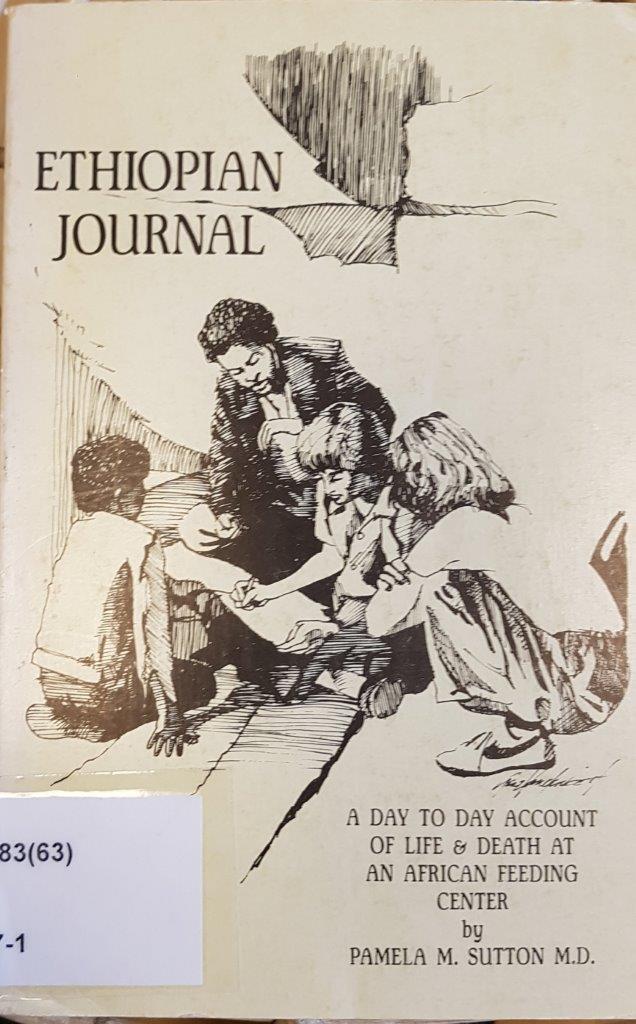 ETHIOPIAN
JOURNAL
A DAY TO DAY ACCOUNT
OF LIFE & DEATH AT
AN AFRICAN FEEDING
CENTER
by
PAMELA M. SUTTON M.D.
83(63)
-1